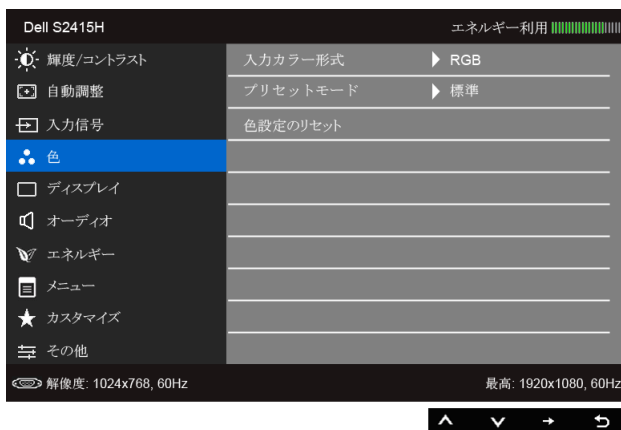 Dell S2415H エネルギー利用
輝度/コントラスト 入力カラー形式 RGB
自動調整 プリセットモード 標準
入力信号 色設定のリセット
色
ディスプレイ
オーディオ
エネルギー
メニュー
カスタマイズ
その他
解像度: 1024x768, 60Hz 最高: 1920x1080, 60Hz